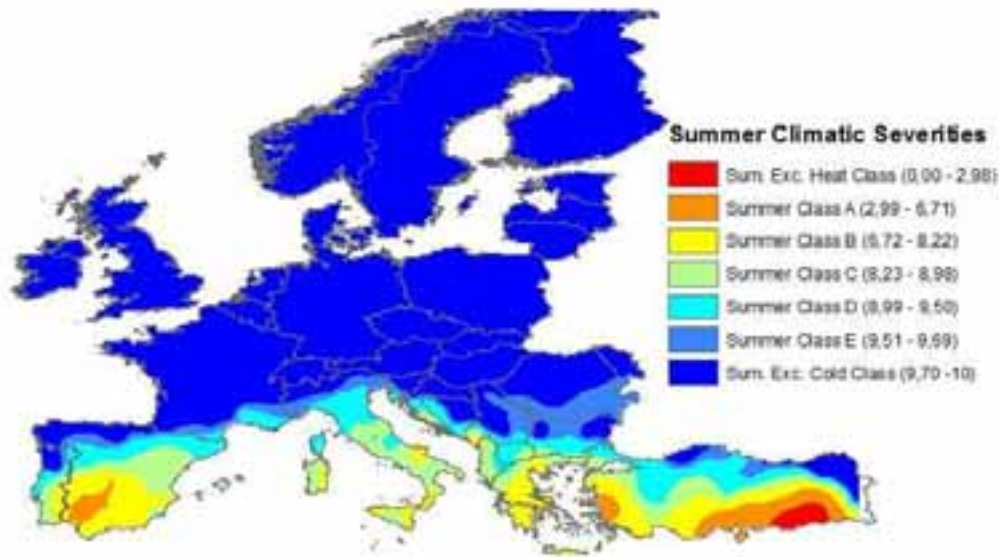 Summer Climatic Severities
Sum. Exc. Heat Class (0,00 - 2,98)
Summer Class A (2,99 - 6,71)
Summer Class B (6,72 - 8,22)
Summer Class C (8,23 - 8,98)
Summer Class D (8,99 - 9,50)
Summer Class E (9,51 - 9,69)
Sum. Exc. Cold Class (9,70 -10)